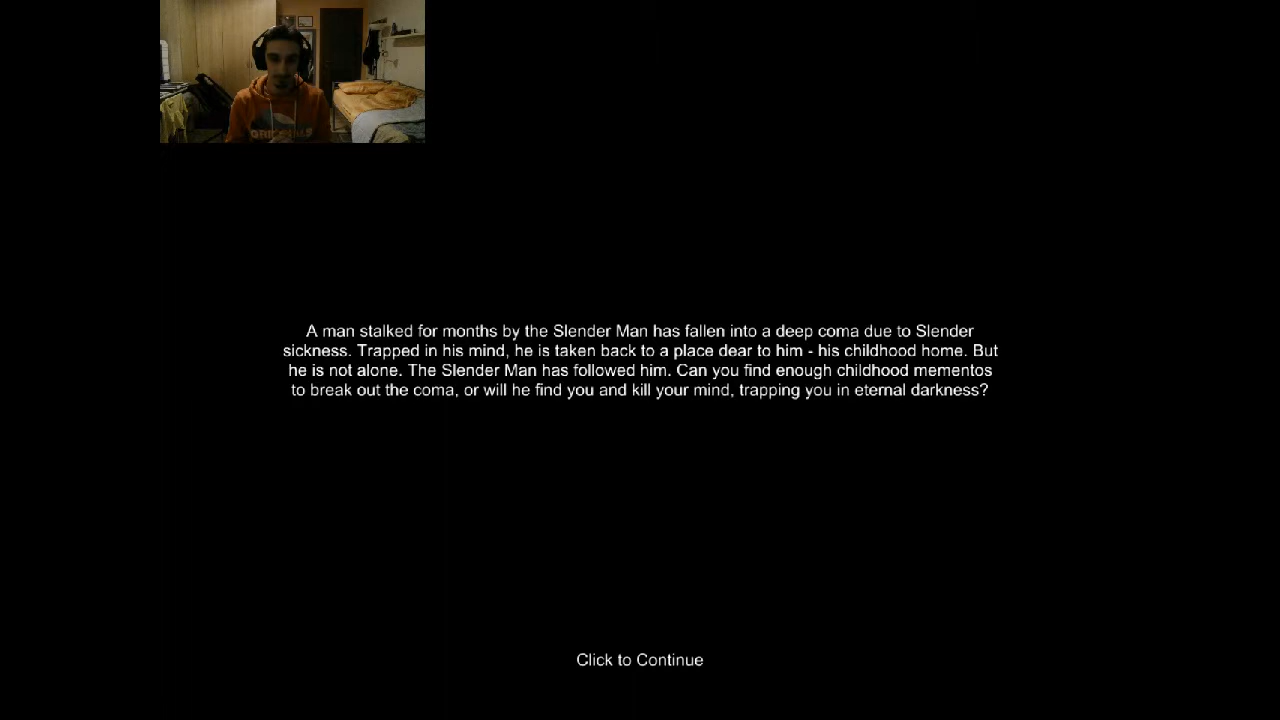 A man stalked for months by the Slender Man has fallen into a deep coma due to Slender
sickness. Trapped in his mind, he is taken back to a place dear to him - his childhood home. But
he is not alone. The Slender Man has followed him. Can you find enough childhood mementos
to break out the coma, or will he find you and kill your mind, trapping you in eternal darkness?
Click to Continue